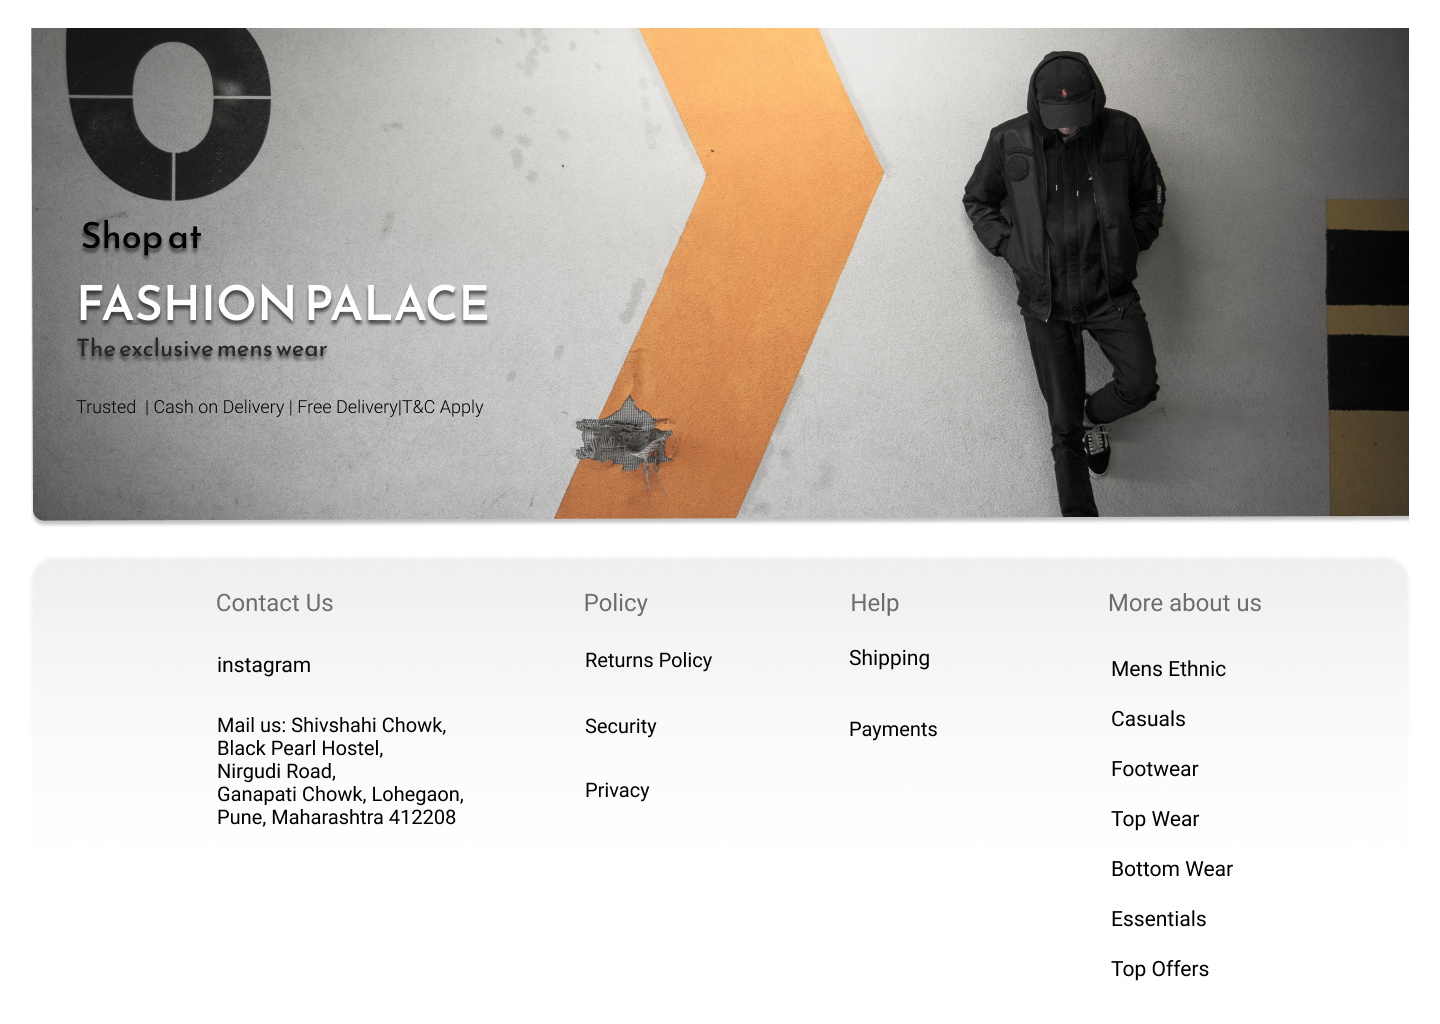 6
Shop at
FASHION PALACE
The exclusive mens wear
Trusted | Cash on Delivery | Free Delivery|T&C Apply
Contact Us
instagram
Mail us: Shivshahi Chowk,
Black Pearl Hostel,
Nirgudi Road,
Ganapati Chowk, Lohegaon,
Pune, Maharashtra 412208
Policy
Returns Policy
Security
Privacy
Help
Shipping
Payments
More about us
Mens Ethnic
Casuals
Footwear
Top Wear
Bottom Wear
Essentials
Top Offers